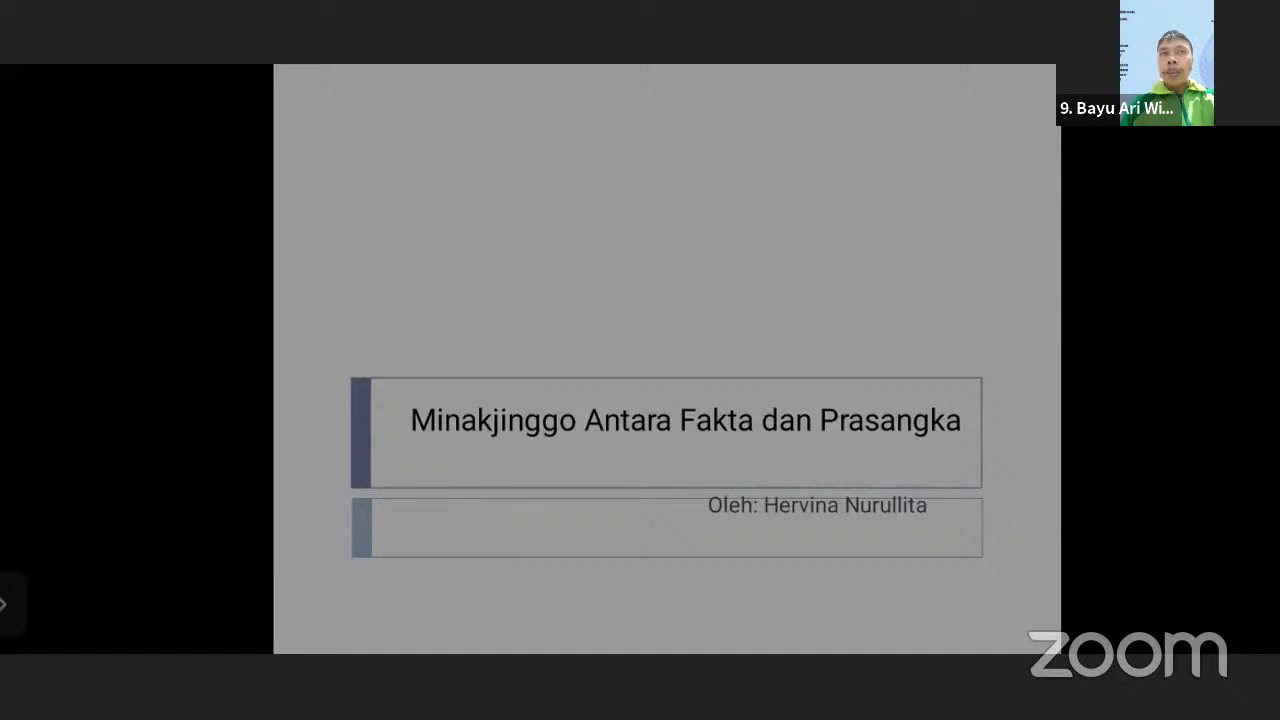 9. Bayu Ari Wi...
Minakjinggo Antara Fakta dan Prasangka
Oleh: Hervina Nurullita
zoom